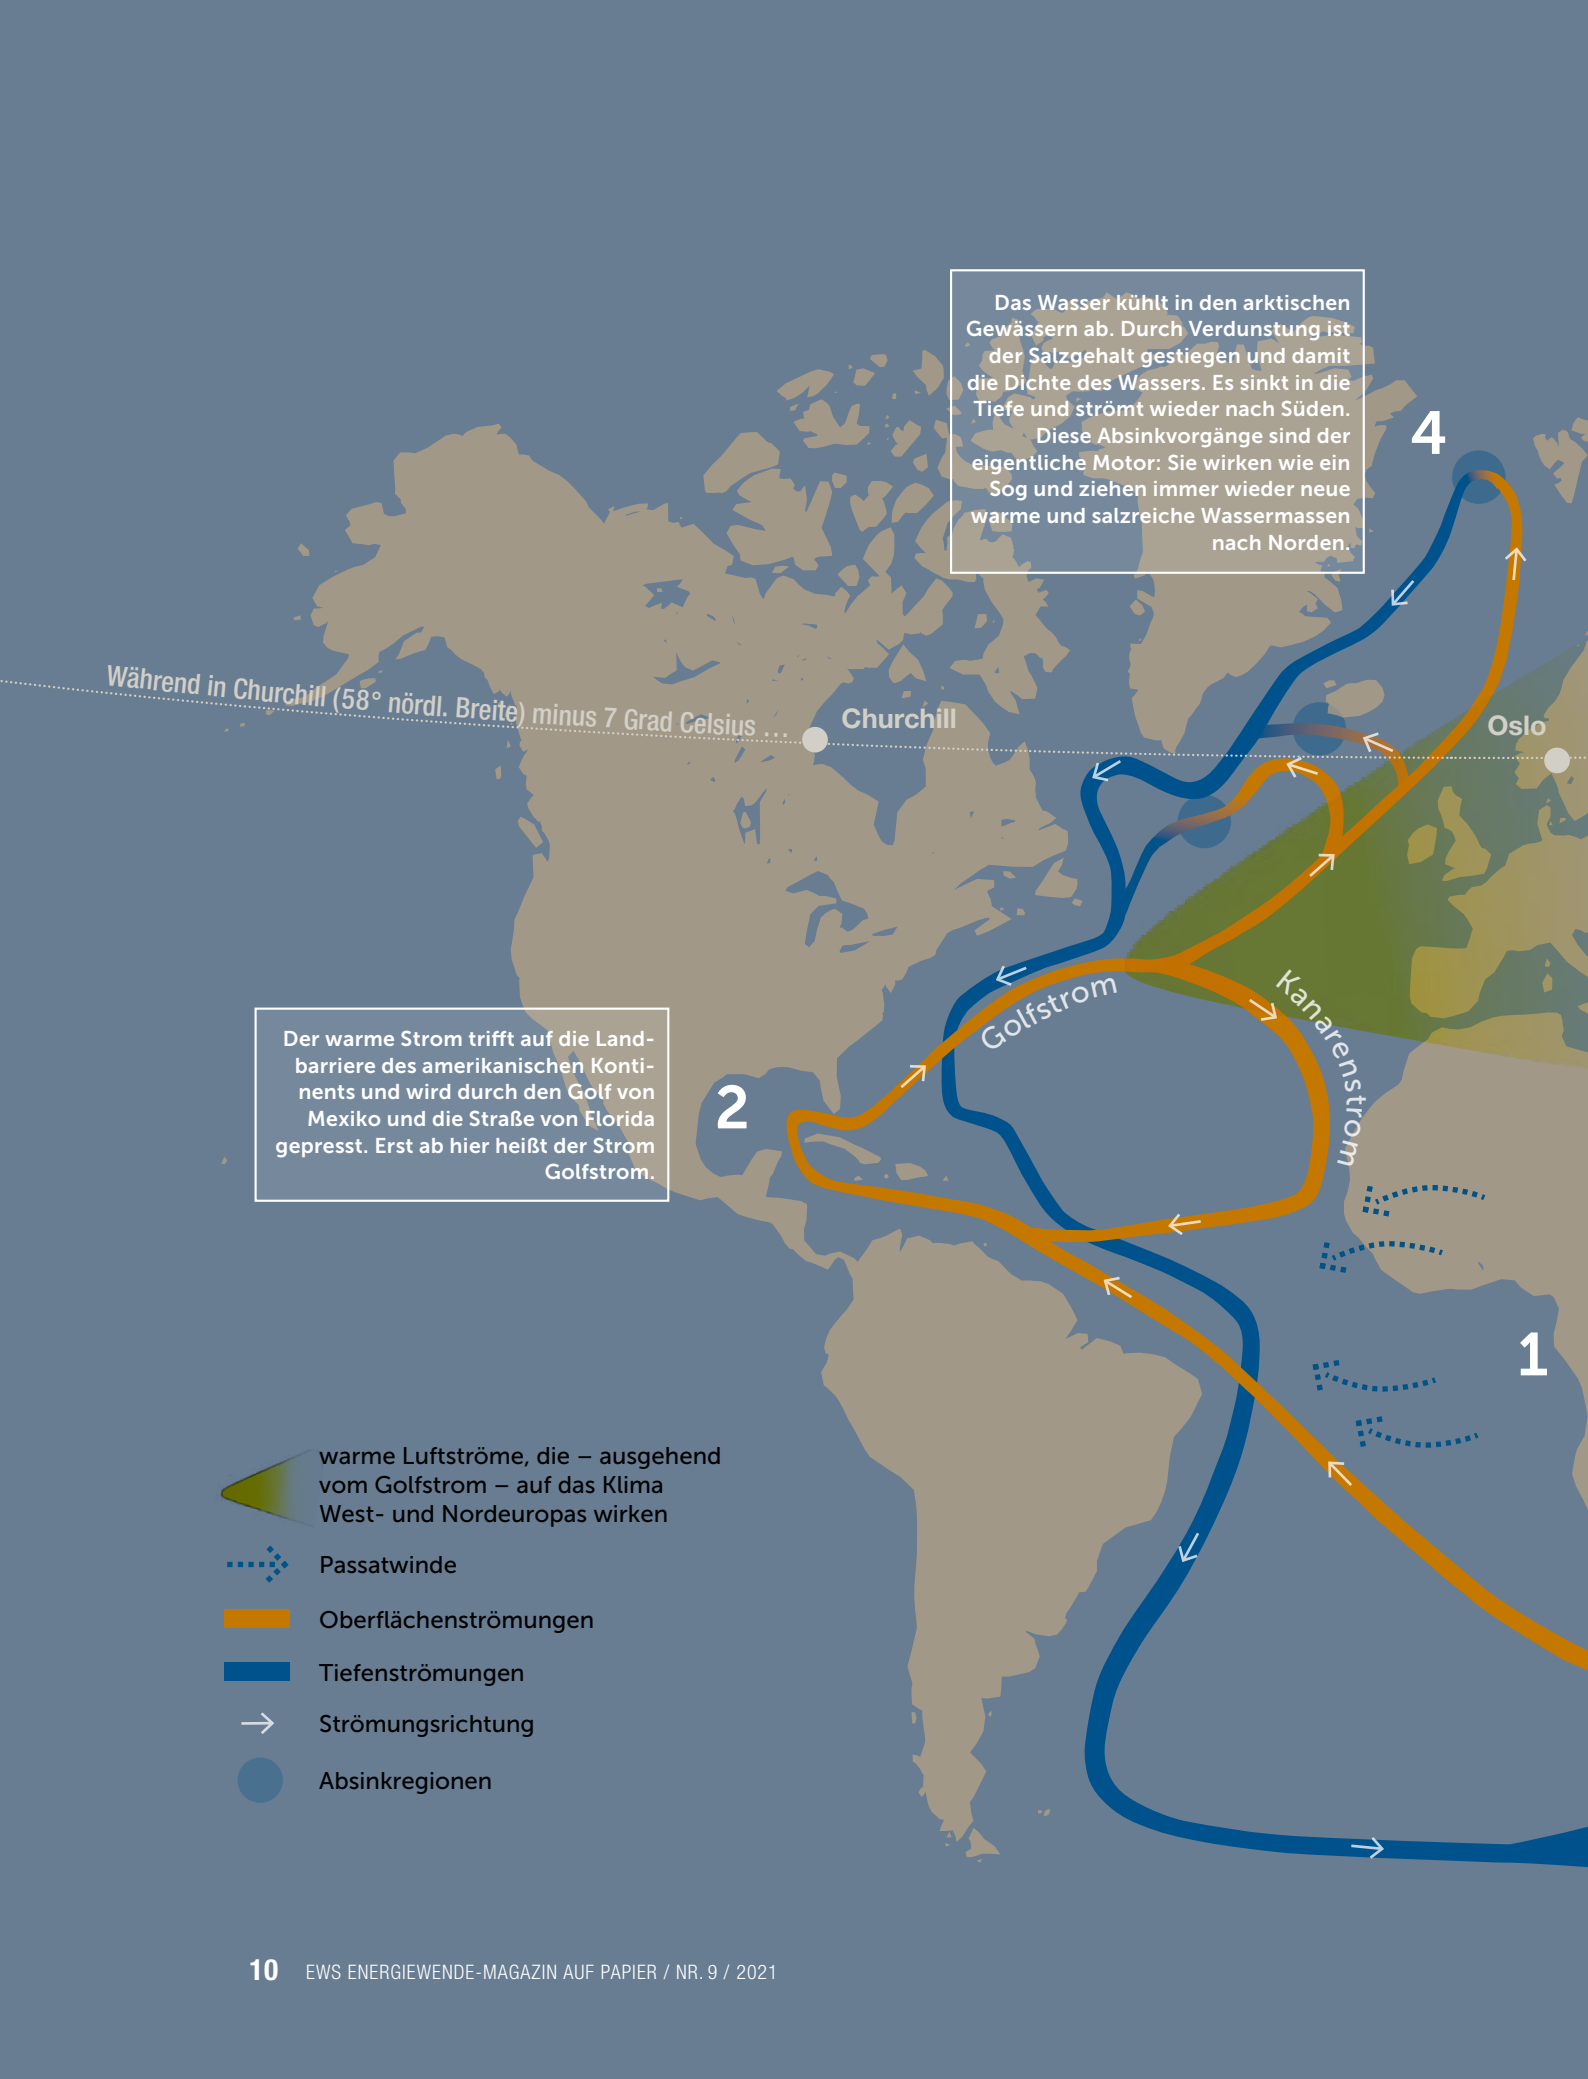 Das Wasser kühlt in den arktischen
Gewässern ab. Durch Verdunstung ist
der Salzgehalt gestiegen und damit
die Dichte des Wassers. Es sinkt in die
Tiefe und strömt wieder nach Süden.
Diese Absinkvorgänge sind der
eigentliche Motor: Sie wirken wie ein
Sog und ziehen immer wieder neue
warme und salzreiche Wassermassen
nach Norden.
4
Während in Churchill (58° nördl. Breite) minus 7 Grad Celsius ...
Churchill
Oslo
Golfstrom
Kanarenstrom
Der warme Strom trifft auf die Land-
barriere des amerikanischen Konti-
nents und wird durch den Golf von
Mexiko und die Straße von Florida
gepresst. Erst ab hier heißt der Strom
Golfstrom.
2
1
warme Luftströme, die – ausgehend
vom Golfstrom – auf das Klima
West- und Nordeuropas wirken
Passatwinde
Oberflächenströmungen
Tiefenströmungen
Strömungsrichtung
Absinkregionen
10 EWS ENERGIEWENDE-MAGAZIN AUF PAPIER / NR. 9 / 2021